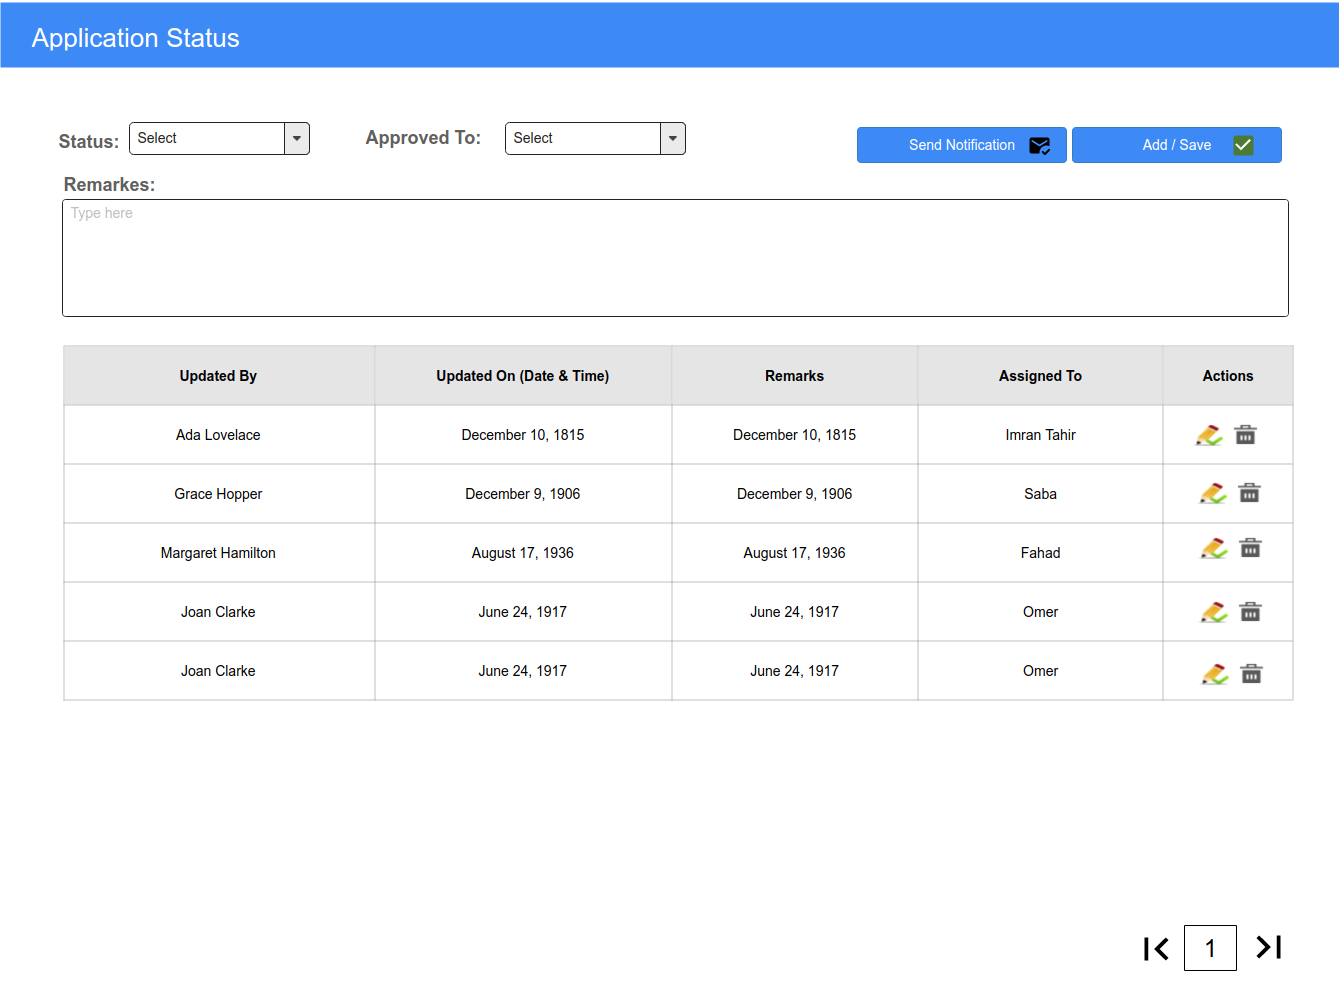 Application Status
Status: Select Approved To: Select Send Notification Add / Save
Remarkes:
Type here
Updated By Updated On (Date & Time) Remarks Assigned To Actions
Ada Lovelace December 10, 1815 December 10, 1815 Imran Tahir
Grace Hopper December 9, 1906 December 9, 1906 Saba
Margaret Hamilton August 17, 1936 August 17, 1936 Fahad
Joan Clarke June 24, 1917 June 24, 1917 Omer
Joan Clarke June 24, 1917 June 24, 1917 Omer
1